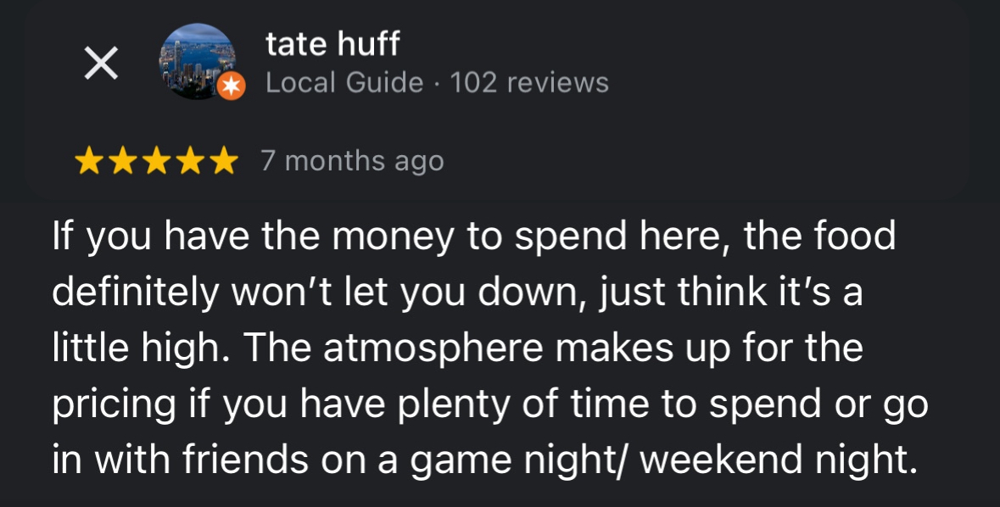 tate huff
Local Guide · 102 reviews
7 months ago
If you have the money to spend here, the food
definitely won’t let you down, just think it’s a
little high. The atmosphere makes up for the
pricing if you have plenty of time to spend or go
in with friends on a game night/ weekend night.